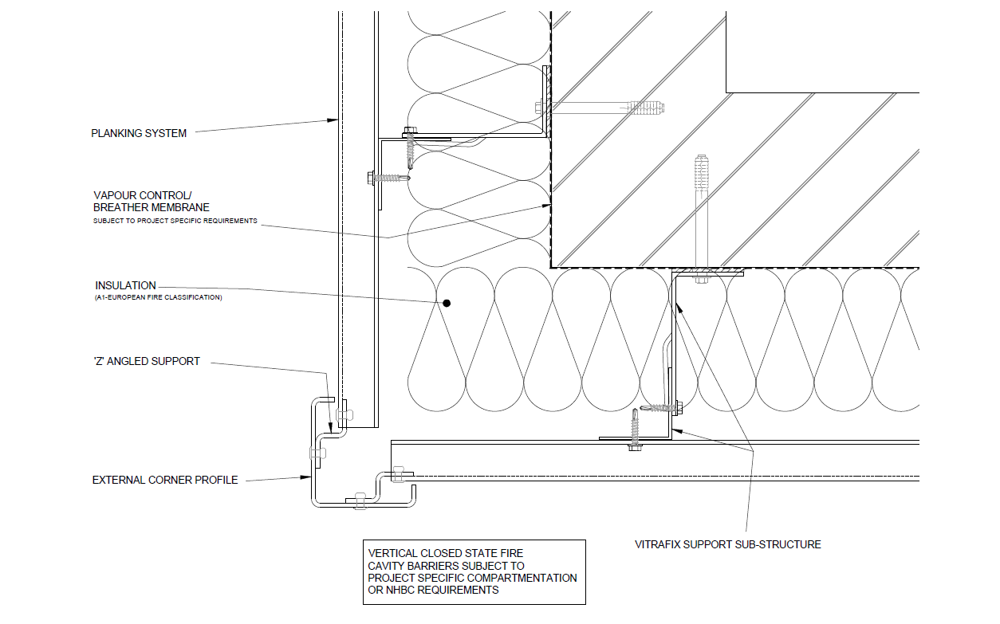 PLANKING SYSTEM
VAPOUR CONTROL/
BREATHER MEMBRANE
SUBJECT TO PROJECT SPECIFIC REQUIREMENTS
INSULATION
(A1-EUROPEAN FIRE CLASSIFICATION)
'Z' ANGLED SUPPORT
EXTERNAL CORNER PROFILE
VITRAFIX SUPPORT SUB-STRUCTURE
VERTICAL CLOSED STATE FIRE
CAVITY BARRIERS SUBJECT TO
PROJECT SPECIFIC COMPARTMENTATION
OR NHBC REQUIREMENTS